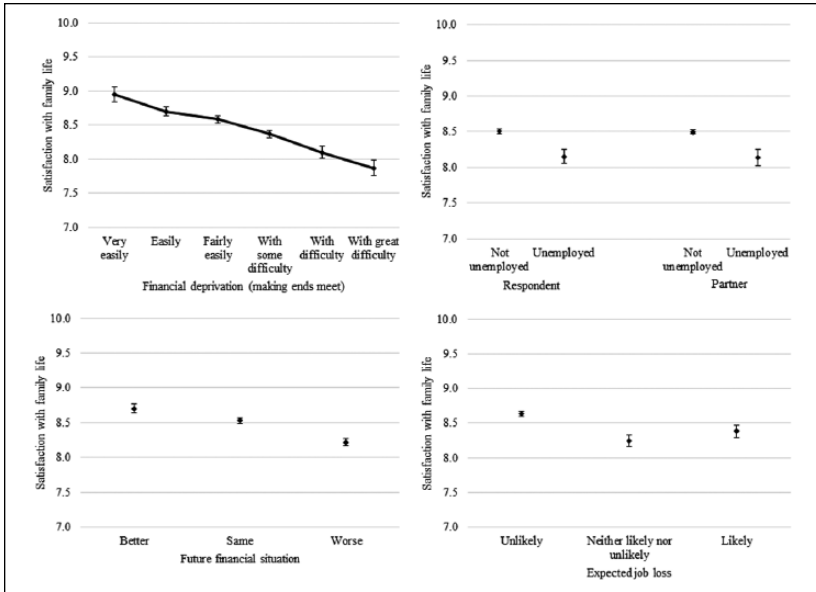 10.0
9.5
9.0
8.5
8.0
7.5
7.0
Satisfaction with family life
Very easily
Easily
Fairly easily
With some difficulty
With difficulty
With great difficulty
Financial deprivation (making ends meet)
10.0
9.5
9.0
8.5
8.0
7.5
7.0
Satisfaction with family life
Not unemployed
Unemployed
Not unemployed
Unemployed
Respondent
Partner
10.0
9.5
9.0
8.5
8.0
7.5
7.0
Satisfaction with family life
Better
Same
Worse
Future financial situation
10.0
9.5
9.0
8.5
8.0
7.5
7.0
Satisfaction with family life
Unlikely
Neither likely nor unlikely
Likely
Expected job loss